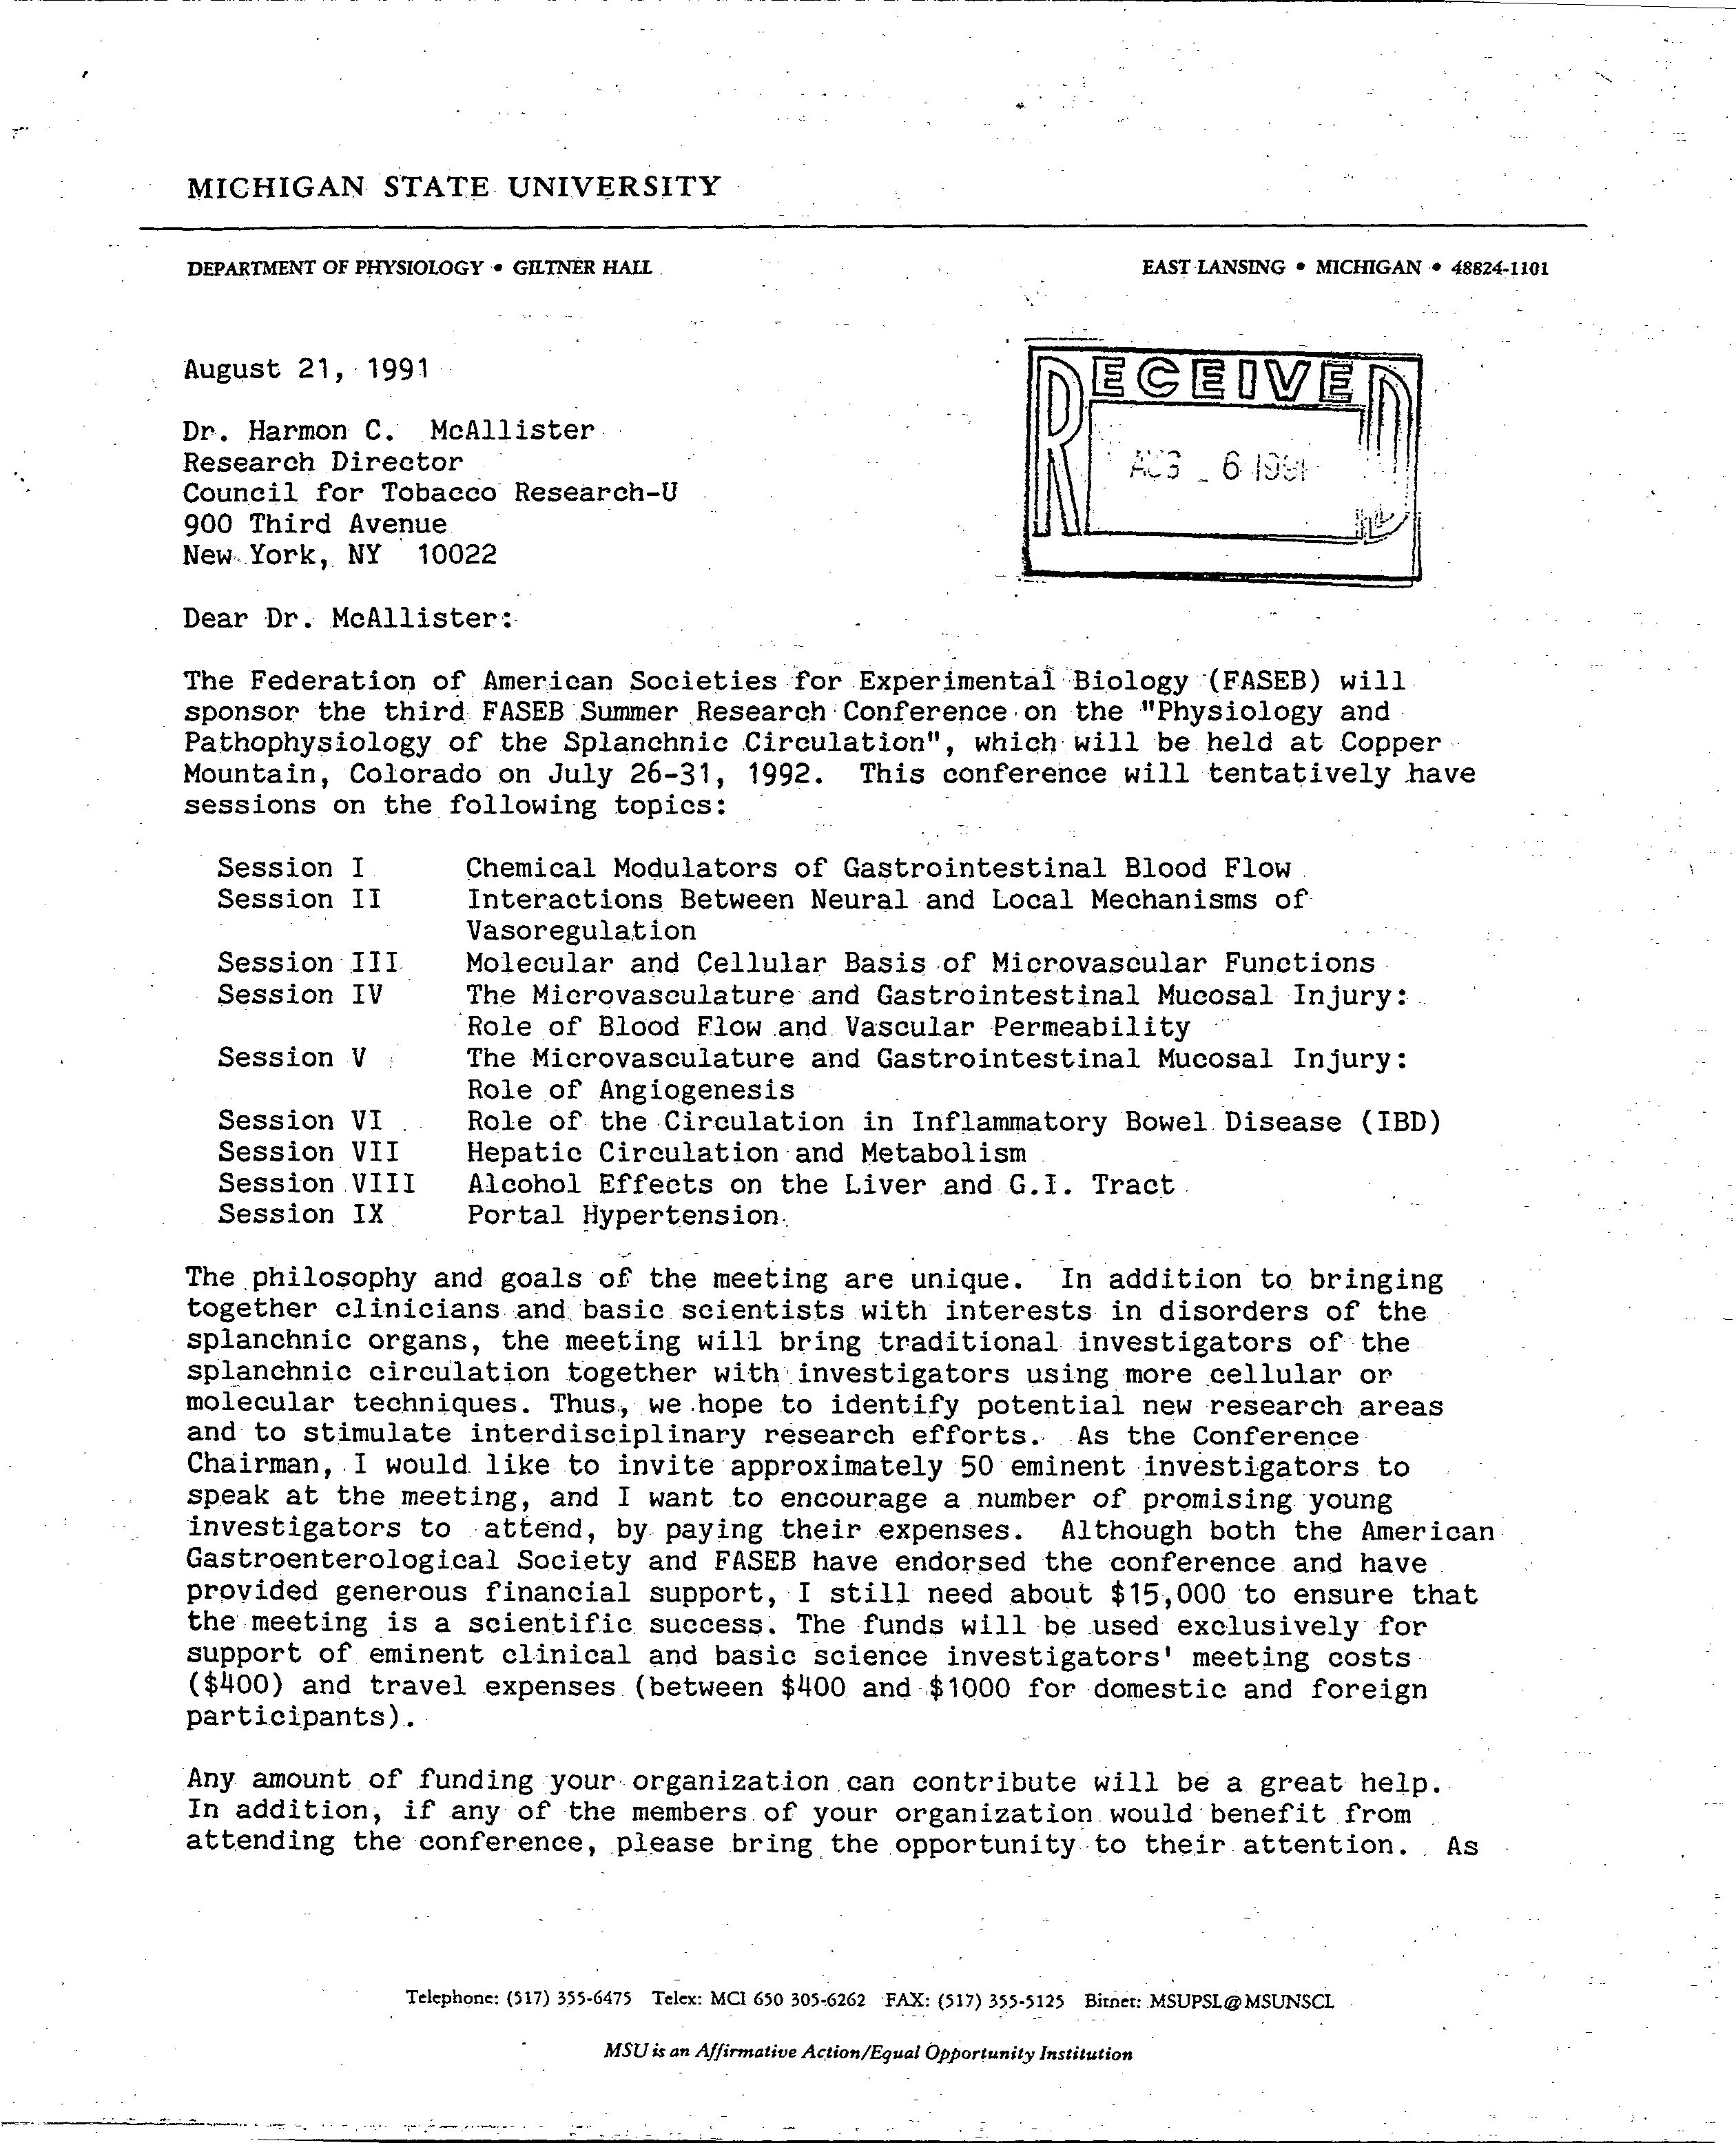 MICHIGAN STATE UNIVERSITY
DEPARTMENT OF PHYSIOLOGY • GILTNER HALL EAST LANSING • MICHIGAN • 48824-1101
August 21, 1991
RECEIVED
Dr. Harmon C. McAllister
Research Director
Council for Tobacco Research-U
900 Third Avenue
New York, NY 10022
Dear Dr. McAllister:
The Federation of American Societies for Experimental Biology (FASEB) will
sponsor the third FASEB Summer Research Conference on the "Physiology and
Pathophysiology of the Splanchnic Circulation", which will be held at Copper
Mountain, Colorado on July 26-31, 1992. This conference will tentatively have
sessions on the following topics:
Session I Chemical Modulators of Gastrointestinal Blood Flow
Session II Interactions Between Neural and Local Mechanisms of
Vasoregulation
Session III Molecular and Cellular Basis of Microvascular Functions
Session IV The Microvasculature and Gastrointestinal Mucosal Injury:
Role of Blood Flow and Vascular Permeability
Session V The Microvasculature and Gastrointestinal Mucosal Injury:
Role of Angiogenesis
Session VI Role of the Circulation in Inflammatory Bowel Disease (IBD)
Session VII Hepatic Circulation and Metabolism
Session VIII Alcohol Effects on the Liver and G.I. Tract
Session IX Portal Hypertension
The philosophy and goals of the meeting are unique. In addition to bringing
together clinicians and basic scientists with interests in disorders of the
splanchnic organs, the meeting will bring traditional investigators of the
splanchnic circulation together with investigators using more cellular or
molecular techniques. Thus, we hope to identify potential new research areas
and to stimulate interdisciplinary research efforts. As the Conference
Chairman, I would like to invite approximately 50 eminent investigators to
speak at the meeting, and I want to encourage a number of promising young
investigators to attend, by paying their expenses. Although both the American
Gastroenterological Society and FASEB have endorsed the conference and have
provided generous financial support, I still need about $15,000 to ensure that
the meeting is a scientific success. The funds will be used exclusively for
support of eminent clinical and basic science investigators' meeting costs
($400) and travel expenses (between $400 and $1000 for domestic and foreign
participants).
Any amount of funding your organization can contribute will be a great help.
In addition, if any of the members of your organization would benefit from
attending the conference, please bring the opportunity to their attention. As
Telephone: (517) 355-6475 Telex: MCI 650 305-6262 FAX: (517) 355-5125 Bitnet: MSUPSL@MSUNSCL
MSU is an Affirmative Action/Equal Opportunity Institution